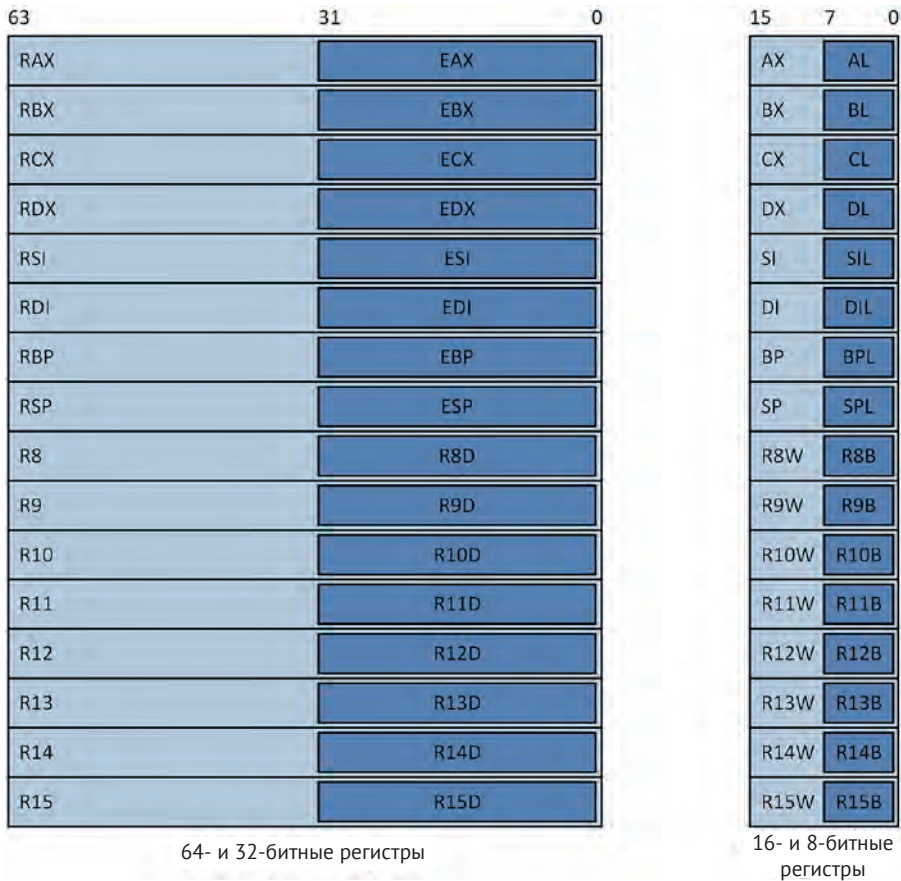 63 31 0 15 7 0
RAX EAX AX AL
RBX EBX BX BL
RCX ECX CX CL
RDX EDX DX DL
RSI ESI SI SIL
RDI EDI DI DIL
RBP EBP BP BPL
RSP ESP SP SPL
R8 R8D R8W R8B
R9 R9D R9W R9B
R10 R10D R10W R10B
R11 R11D R11W R11B
R12 R12D R12W R12B
R13 R13D R13W R13B
R14 R14D R14W R14B
R15 R15D R15W R15B
64- и 32-битные регистры
16- и 8-битные
регистры